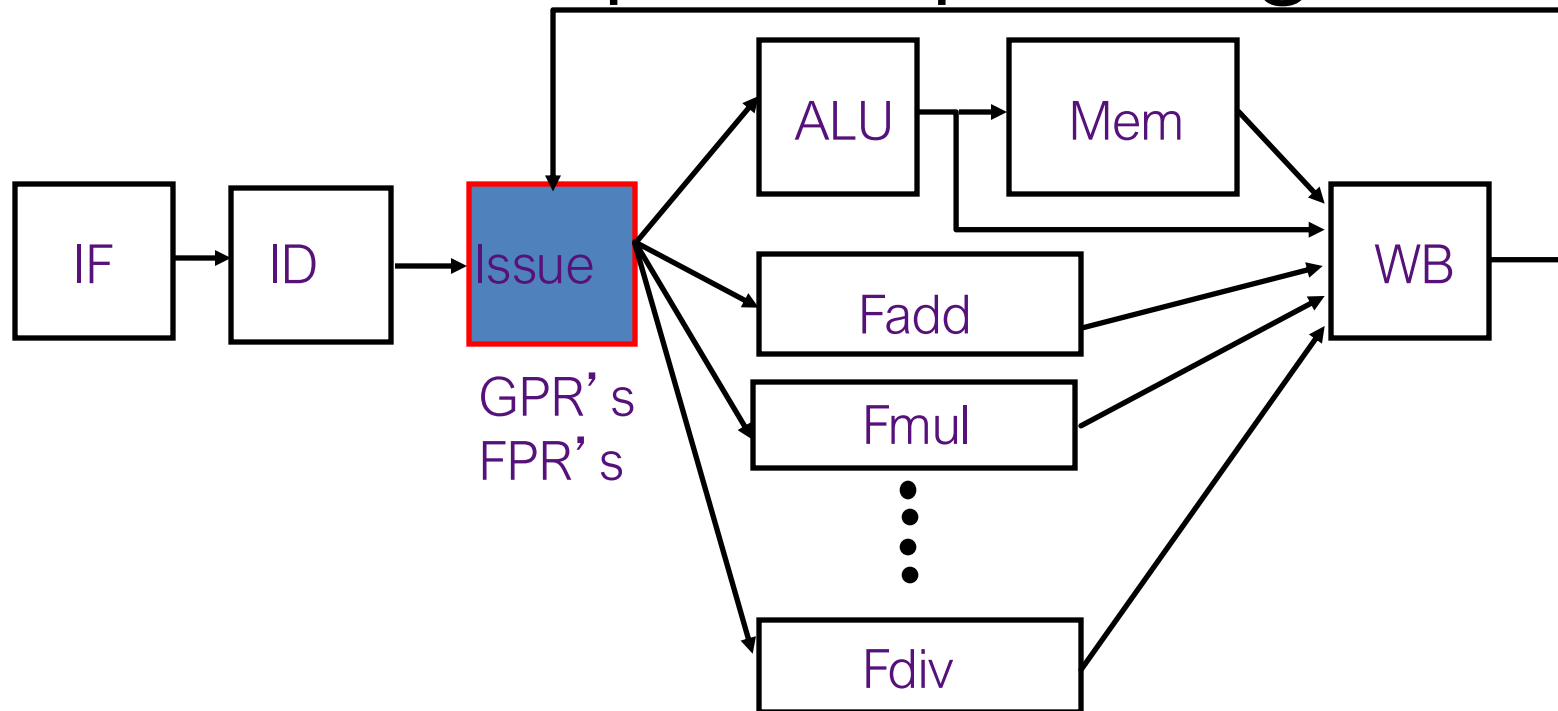 ALU
Mem
IF
ID
Issue
WB
Fadd
GPR’s
FPR’s
Fmul
Fdiv